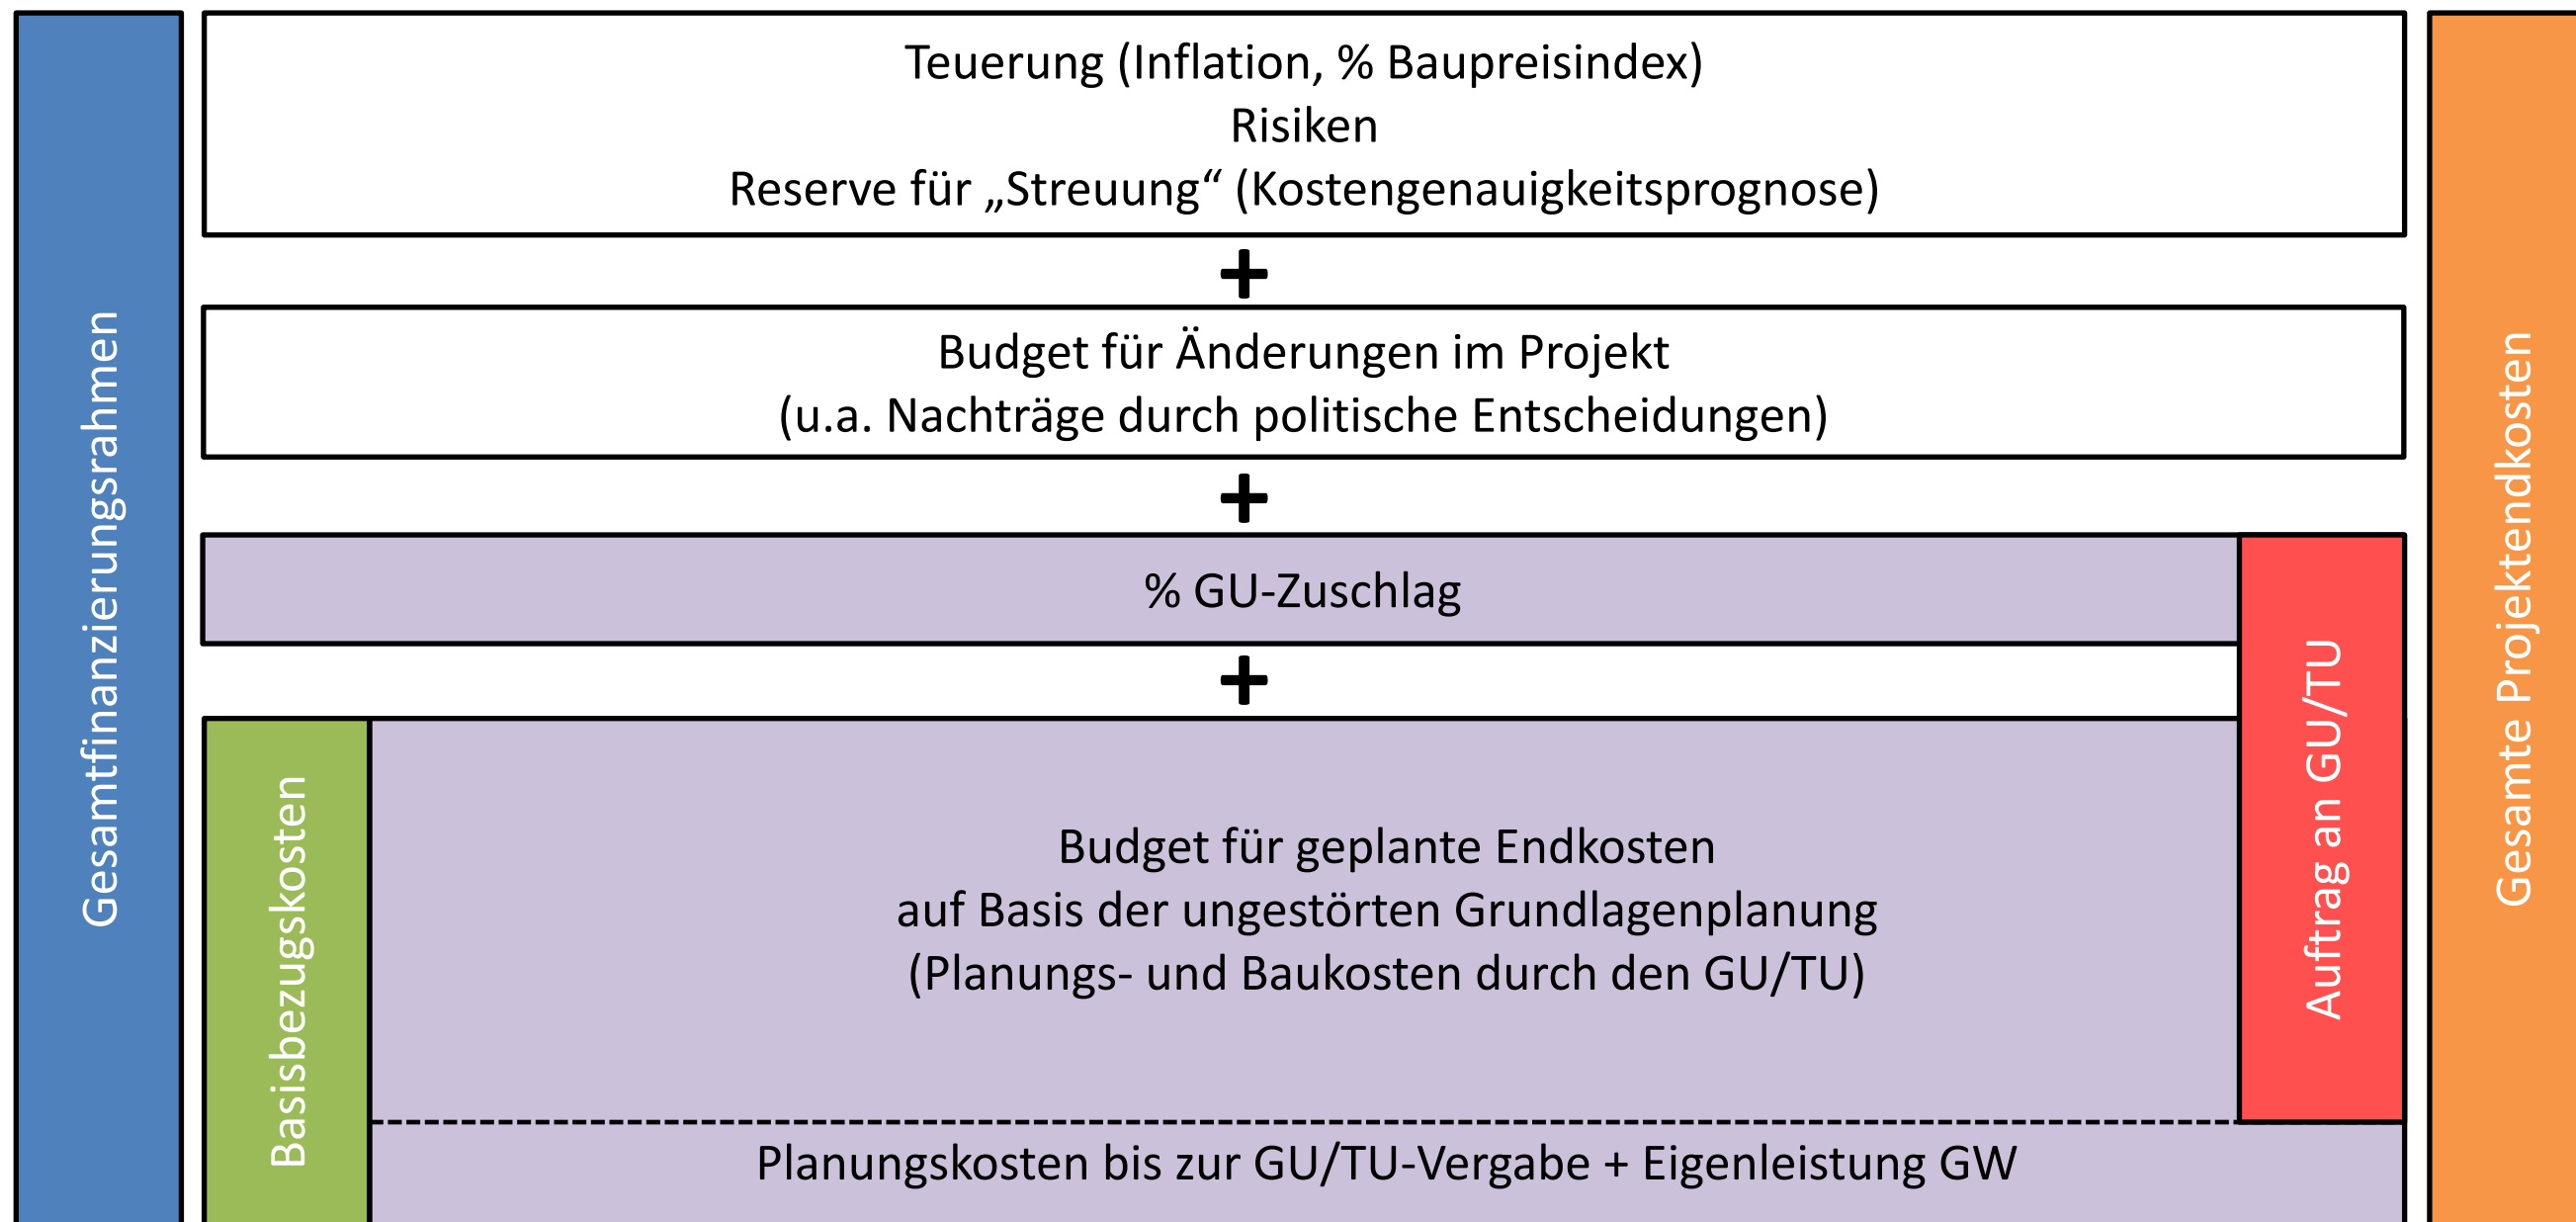 Gesamtfinanzierungsrahmen
Teuerung (Inflation, % Baupreisindex)
Risiken
Reserve für „Streuung“ (Kostengenauigkeitsprognose)
+
Budget für Änderungen im Projekt
(u.a. Nachträge durch politische Entscheidungen)
+
% GU-Zuschlag
+
Basisbezugskosten
Budget für geplante Endkosten
auf Basis der ungestörten Grundlagenplanung
(Planungs- und Baukosten durch den GU/TU)
Planungskosten bis zur GU/TU-Vergabe + Eigenleistung GW
Auftrag an GU/TU
Gesamte Projektendkosten